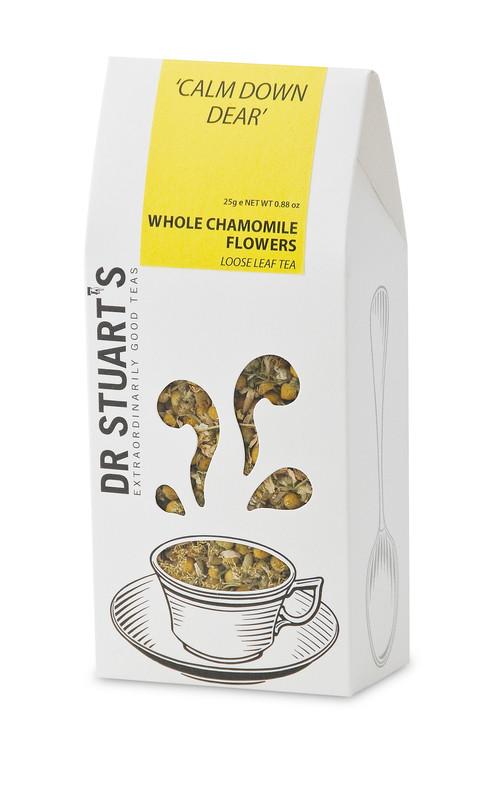 'CALM DOWN
DEAR'
25g e NET WT 0.88 oz
WHOLE CHAMOMILE
FLOWERS
LOOSE LEAF TEA
DR STUART'S
EXTRAORDINARILY GOOD TEAS